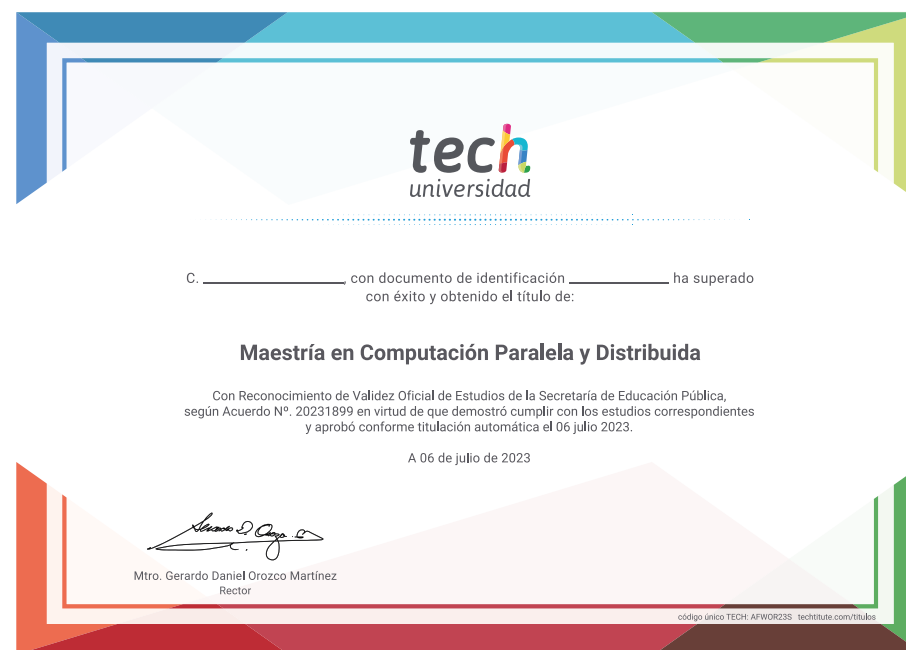 tech
universidad
C. ____________, con documento de identificación ____________ ha superado
con éxito y obtenido el título de:
Maestría en Computación Paralela y Distribuida
Con Reconocimiento de Validez Oficial de Estudios de la Secretaría de Educación Pública,
según Acuerdo Nº. 20231899 en virtud de que demostró cumplir con los estudios correspondientes
y aprobó conforme titulación automática el 06 julio 2023.
A 06 de julio de 2023
Mtro. Gerardo Daniel Orozco Martínez
Rector
código único TECH: AFWOR23S techtitute.com/titulos